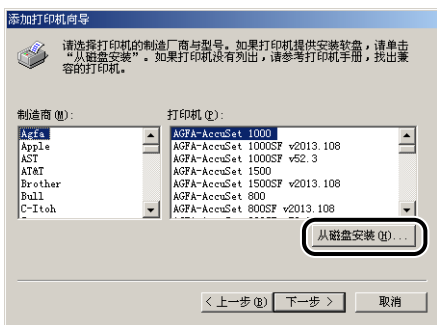 添加打印机向导
请选择打印机的制造厂商与型号。如果打印机提供安装软盘，请单击
“从磁盘安装”。如果打印机没有列出，请参考打印机手册，找出兼
容的打印机。
制造商(M):
打印机(P):
Agfa
Apple
AST
AT&T
Brother
Bull
C-Itoh
AGFA-AccuSet 1000
AGFA-AccuSet 1000SF v2013.108
AGFA-AccuSet 1000SF v52.3
AGFA-AccuSet 1500
AGFA-AccuSet 1500SF v2013.108
AGFA-AccuSet 800
AGFA-AccuSet 800SF v2013.108
从磁盘安装(H)...
< 上一步(B)
下一步 >
取消